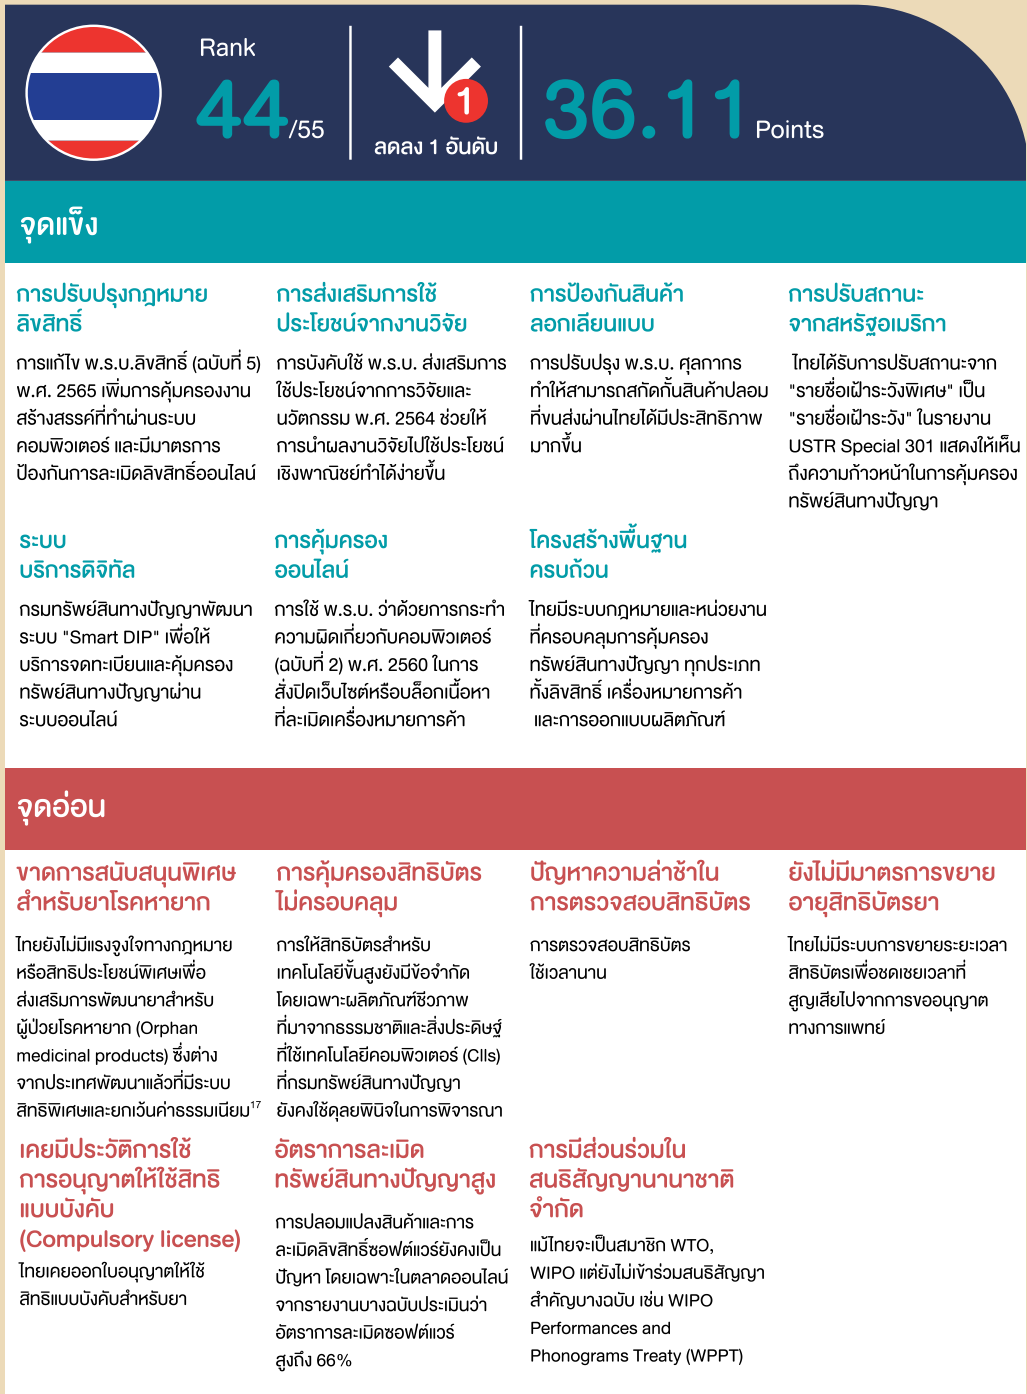 Rank
44/55
1
ลดลง 1 อันดับ
36.11 Points
จุดแข็ง
การปรับปรุงกฎหมาย
ลิขสิทธิ์
การแก้ไข พ.ร.บ.ลิขสิทธิ์ (ฉบับที่ 5)
พ.ศ. 2565 เพิ่มการคุ้มครองงาน
สร้างสรรค์ที่ทำผ่านระบบ
คอมพิวเตอร์ และมีมาตรการ
ป้องกันการละเมิดลิขสิทธิ์ออนไลน์
การส่งเสริมการใช้
ประโยชน์จากงานวิจัย
การบังคับใช้ พ.ร.บ. ส่งเสริมการ
ใช้ประโยชน์จากการวิจัยและ
นวัตกรรม พ.ศ. 2564 ช่วยให้
การนำผลงานวิจัยไปใช้ประโยชน์
เชิงพาณิชย์ทำได้ง่ายขึ้น
การป้องกันสินค้า
ลอกเลียนแบบ
การปรับปรุง พ.ร.บ. ศุลกากร
ทำให้สามารถสกัดกั้นสินค้าปลอม
ที่ขนส่งผ่านไทยได้มีประสิทธิภาพ
มากขึ้น
การปรับสถานะ
จากสหรัฐอเมริกา
ไทยได้รับการปรับสถานะจาก
"รายชื่อเฝ้าระวังพิเศษ" เป็น
"รายชื่อเฝ้าระวัง" ในรายงาน
USTR Special 301 แสดงให้เห็น
ถึงความก้าวหน้าในการคุ้มครอง
ทรัพย์สินทางปัญญา
ระบบ
บริการดิจิทัล
กรมทรัพย์สินทางปัญญาพัฒนา
ระบบ "Smart DIP" เพื่อให้
บริการจดทะเบียนและคุ้มครอง
ทรัพย์สินทางปัญญาผ่าน
ระบบออนไลน์
การคุ้มครอง
ออนไลน์
การใช้ พ.ร.บ. ว่าด้วยการกระทำ
ความผิดเกี่ยวกับคอมพิวเตอร์
(ฉบับที่ 2) พ.ศ. 2560 ในการ
สั่งปิดเว็บไซต์หรือบล็อกเนื้อหา
ที่ละเมิดเครื่องหมายการค้า
โครงสร้างพื้นฐาน
ครบถ้วน
ไทยมีระบบกฎหมายและหน่วยงาน
ที่ครอบคลุมการคุ้มครอง
ทรัพย์สินทางปัญญา ทุกประเภท
ทั้งลิขสิทธิ์ เครื่องหมายการค้า
และการออกแบบผลิตภัณฑ์
จุดอ่อน
ขาดการสนับสนุนพิเศษ
สำหรับยาโรคหายาก
ไทยยังไม่มีแรงจูงใจทางกฎหมาย
หรือสิทธิประโยชน์พิเศษเพื่อ
ส่งเสริมการพัฒนายาสำหรับ
ผู้ป่วยโรคหายาก (Orphan
medicinal products) ซึ่งต่าง
จากประเทศพัฒนาแล้วที่มีระบบ
สิทธิพิเศษและยกเว้นค่าธรรมเนียม17
การคุ้มครองสิทธิบัตร
ไม่ครอบคลุม
การให้สิทธิบัตรสำหรับ
เทคโนโลยีขั้นสูงยังมีข้อจำกัด
โดยเฉพาะผลิตภัณฑ์ชีวภาพ
ที่มาจากธรรมชาติและสิ่งประดิษฐ์
ที่ใช้เทคโนโลยีคอมพิวเตอร์ (CIIs)
ที่กรมทรัพย์สินทางปัญญา
ยังคงใช้ดุลยพินิจในการพิจารณา
ปัญหาความล่าช้าใน
การตรวจสอบสิทธิบัตร
การตรวจสอบสิทธิบัตร
ใช้เวลานาน
ยังไม่มีมาตรการขยาย
อายุสิทธิบัตรยา
ไทยไม่มีระบบการขยายระยะเวลา
สิทธิบัตรเพื่อชดเชยเวลาที่
สูญเสียไปจากการขออนุญาต
ทางการแพทย์
เคยมีประวัติการใช้
การอนุญาตให้ใช้สิทธิ
แบบบังคับ
(Compulsory license)
ไทยเคยออกใบอนุญาตให้ใช้
สิทธิแบบบังคับสำหรับยา
อัตราการละเมิด
ทรัพย์สินทางปัญญาสูง
การปลอมแปลงสินค้าและการ
ละเมิดลิขสิทธิ์ซอฟต์แวร์ยังคงเป็น
ปัญหา โดยเฉพาะในตลาดออนไลน์
จากรายงานบางฉบับประเมินว่า
อัตราการละเมิดซอฟต์แวร์
สูงถึง 66%
การมีส่วนร่วมใน
สนธิสัญญานานาชาติ
จำกัด
แม้ไทยจะเป็นสมาชิก WTO,
WIPO แต่ยังไม่เข้าร่วมสนธิสัญญา
สำคัญบางฉบับ เช่น WIPO
Performances and
Phonograms Treaty (WPPT)